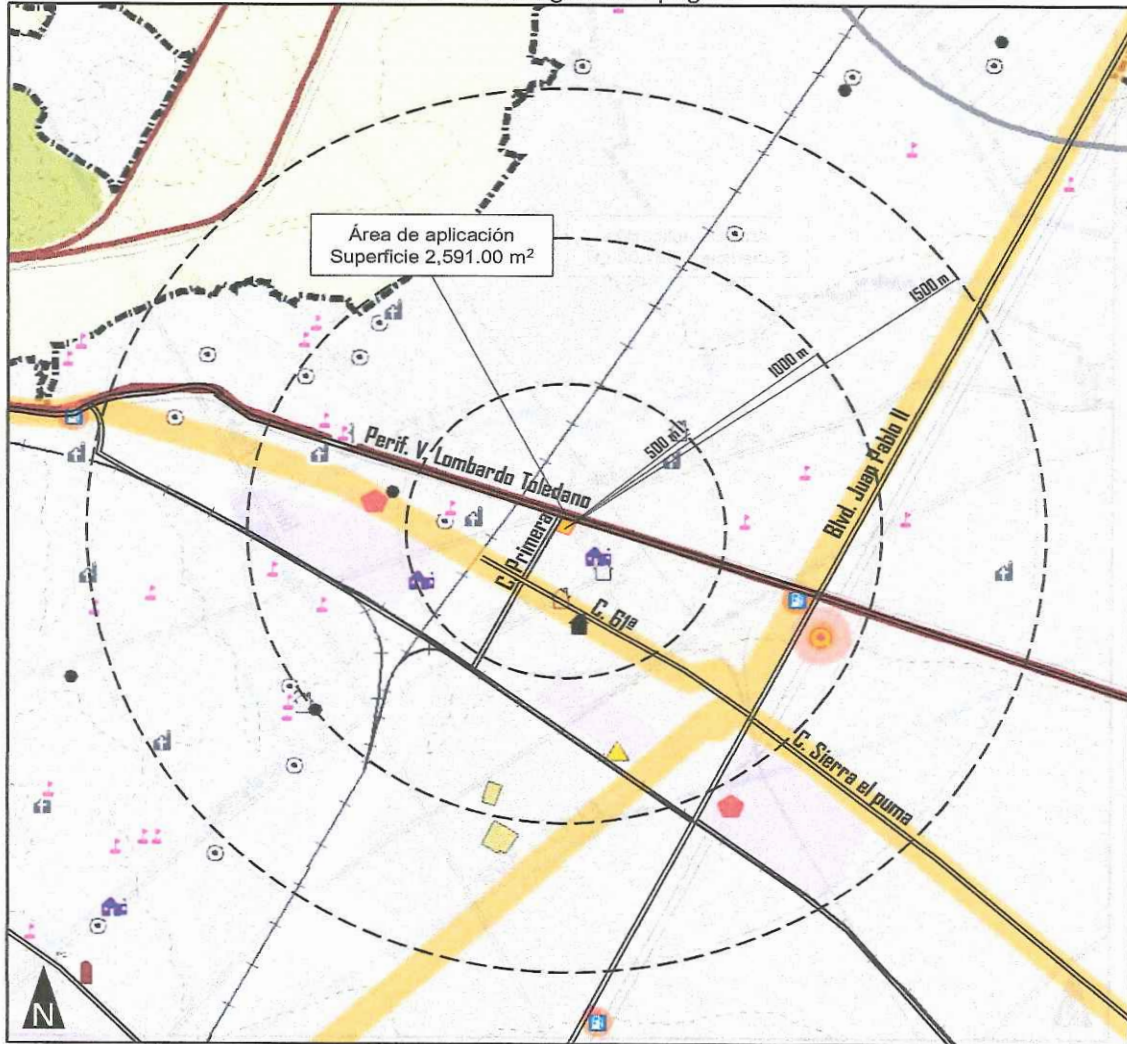 Área de aplicación
Superficie 2,591.00 m²
1500 m
1000 m
500 m
Perif. V. Lombardo Toledano
C. Primera
Blvd. Juan Pablo II
C. 61ª
C. Sierra el puma
N